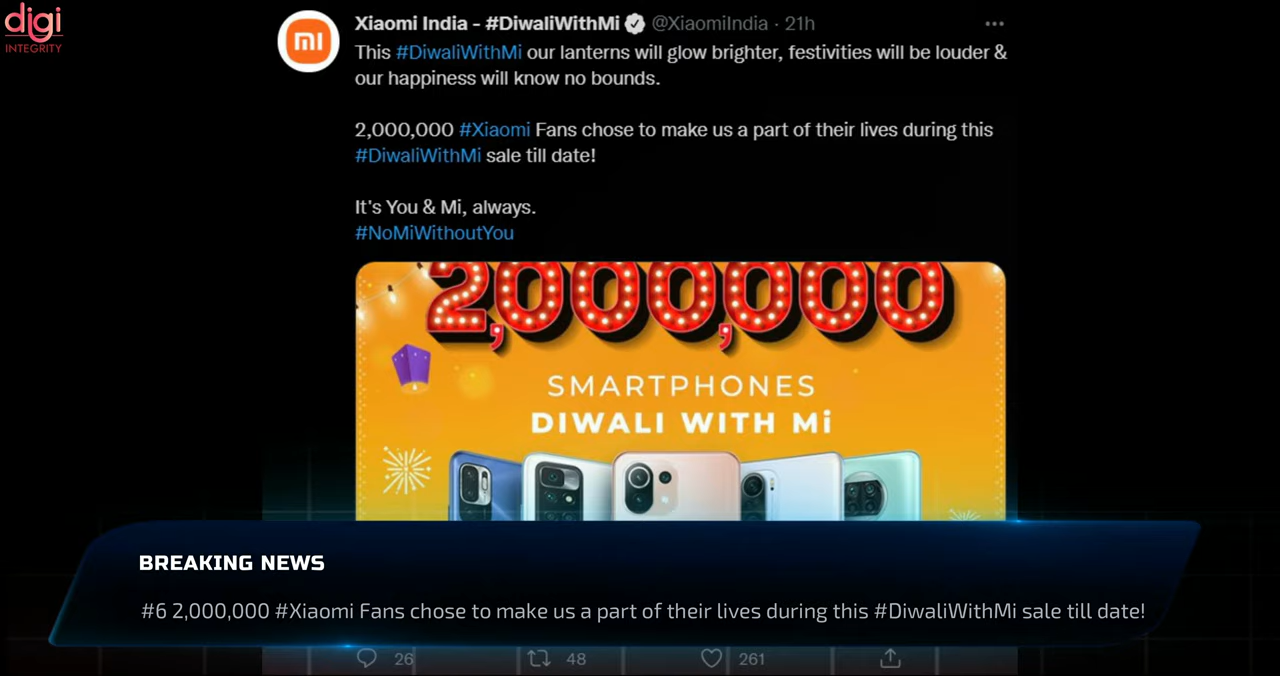 digi
INTEGRITY
Xiaomi India - #DiwaliWithMi @XiaomiIndia · 21h
This #DiwaliWithMi our lanterns will glow brighter, festivities will be louder &
our happiness will know no bounds.
2,000,000 #Xiaomi Fans chose to make us a part of their lives during this
#DiwaliWithMi sale till date!
It's You & Mi, always.
#NoMiWithoutYou
2,000,000
SMARTPHONES
DIWALI WITH Mi
BREAKING NEWS
#6 2,000,000 #Xiaomi Fans chose to make us a part of their lives during this #DiwaliWithMi sale till date!
26 48 261